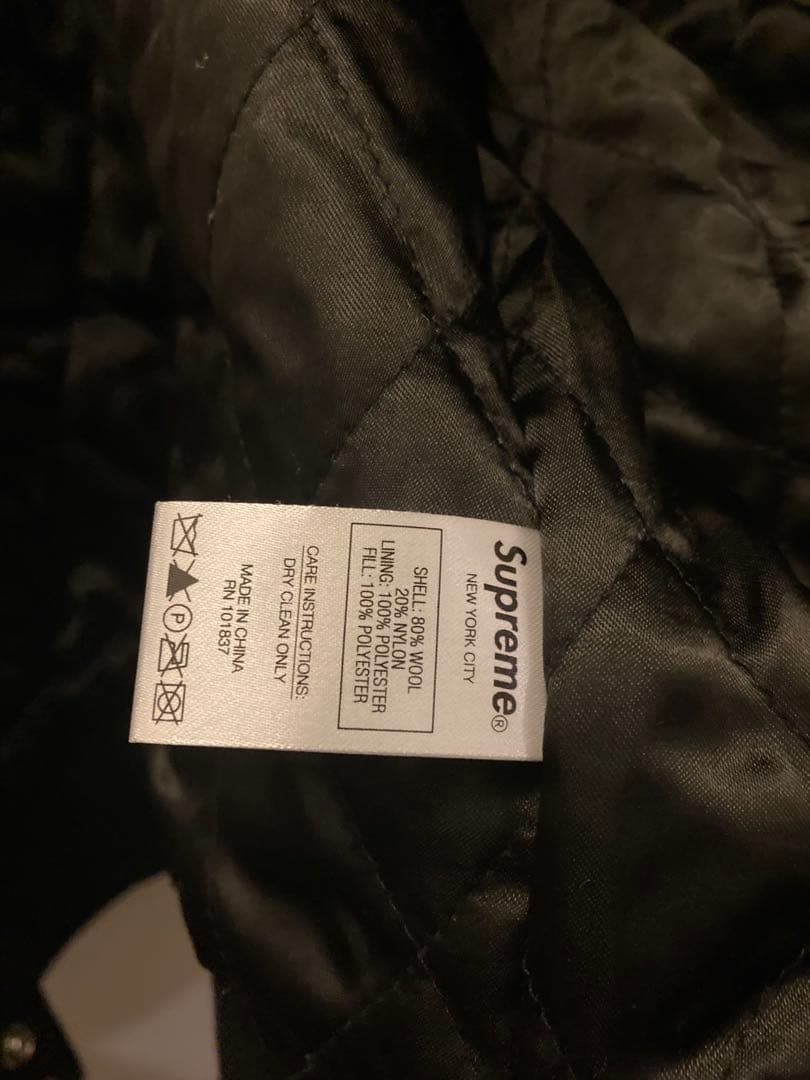 Supreme®
NEW YORK CITY
SHELL: 80% WOOL
20% NYLON
LINING: 100% POLYESTER
FILL: 100% POLYESTER
CARE INSTRUCTIONS:
DRY CLEAN ONLY
MADE IN CHINA
RN 101837
P